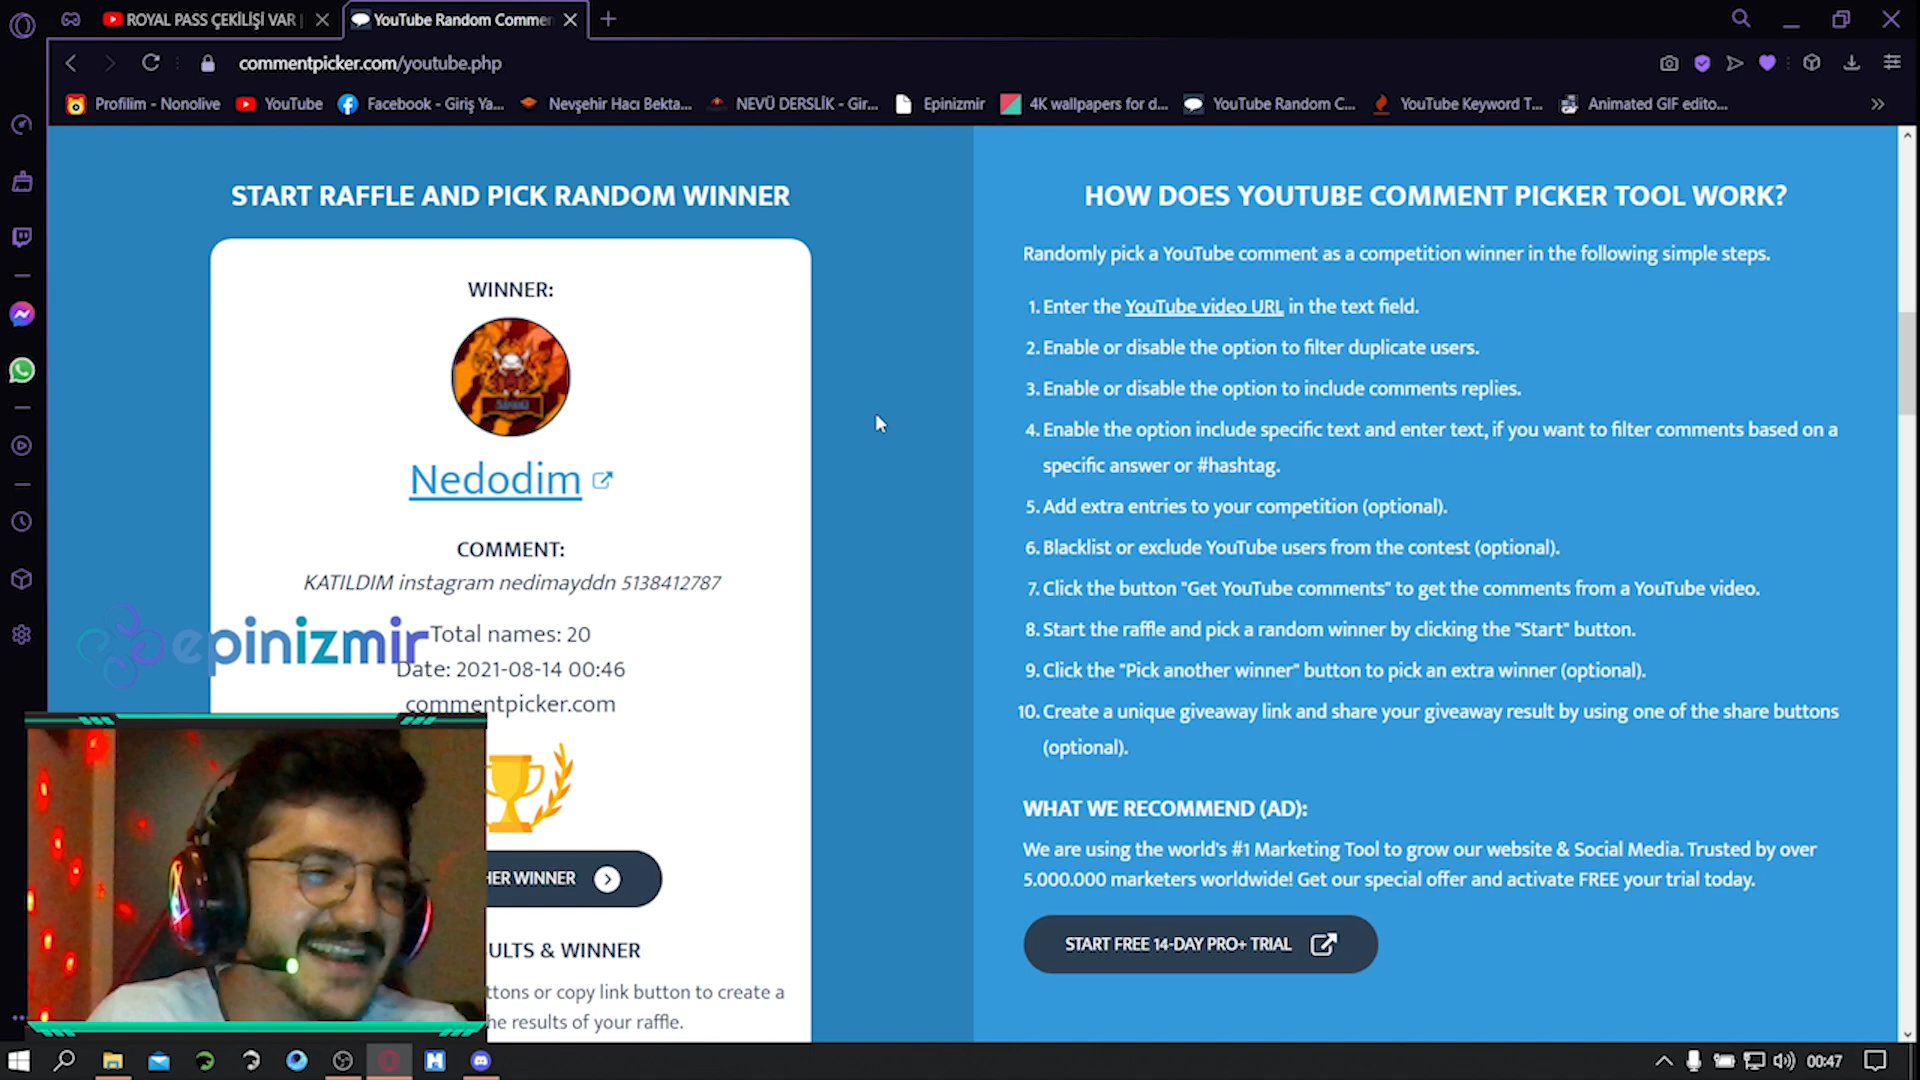 ROYAL PASS ÇEKİLİŞİ VAR |
YouTube Random Commen
commentpicker.com/youtube.php
Profilim - Nonolive
YouTube
Facebook - Giriş Ya...
Nevşehir Hacı Bekta...
NEVÜ DERSLİK - Gir...
Epinizmir
4K wallpapers for d...
YouTube Random C...
YouTube Keyword T...
Animated GIF edito...
START RAFFLE AND PICK RANDOM WINNER
WINNER:
Nedodim
COMMENT:
KATILDIM instagram nedimayddn 5138412787
Total names: 20
Date: 2021-08-14 00:46
commentpicker.com
epinizmir
HER WINNER
ULTS & WINNER
ttons or copy link button to create a
he results of your raffle.
HOW DOES YOUTUBE COMMENT PICKER TOOL WORK?
Randomly pick a YouTube comment as a competition winner in the following simple steps.
1. Enter the YouTube video URL in the text field.
2. Enable or disable the option to filter duplicate users.
3. Enable or disable the option to include comments replies.
4. Enable the option include specific text and enter text, if you want to filter comments based on a
specific answer or #hashtag.
5. Add extra entries to your competition (optional).
6. Blacklist or exclude YouTube users from the contest (optional).
7. Click the button "Get YouTube comments" to get the comments from a YouTube video.
8. Start the raffle and pick a random winner by clicking the "Start" button.
9. Click the "Pick another winner" button to pick an extra winner (optional).
10. Create a unique giveaway link and share your giveaway result by using one of the share buttons
(optional).
WHAT WE RECOMMEND (AD):
We are using the world's #1 Marketing Tool to grow our website & Social Media. Trusted by over
5.000.000 marketers worldwide! Get our special offer and activate FREE your trial today.
START FREE 14-DAY PRO+ TRIAL
00:47